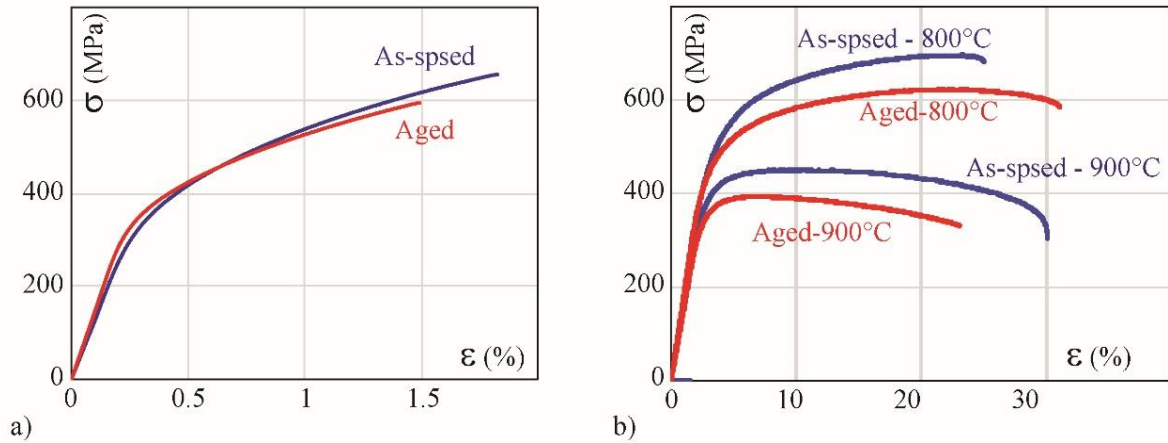 σ (MPa)
600
400
200
0
As-spsed
Aged
ε (%)
0
0.5
1
1.5
a)
σ (MPa)
600
400
200
0
As-spsed - 800°C
Aged-800°C
As-spsed - 900°C
Aged-900°C
ε (%)
0
10
20
30
b)